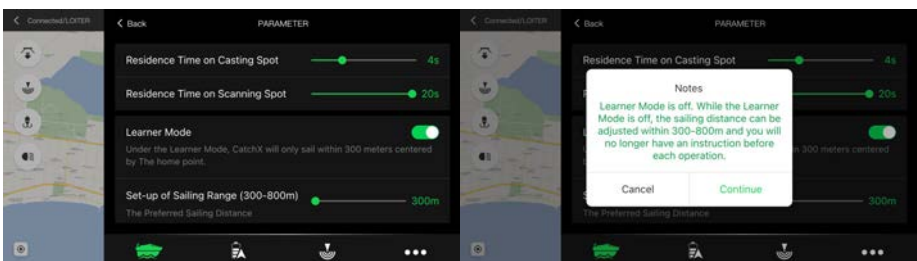 Connected/LOITER
Back
PARAMETER
Residence Time on Casting Spot
4s
Residence Time on Scanning Spot
20s
Learner Mode
Under the Learner Mode, CatchX will only sail within 300 meters centered
by The home point.
Set-up of Sailing Range (300-800m)
300m
The Preferred Sailing Distance
Connected/LOITER
Back
PARAMETER
Residence Time on Casting Spot
4s
20s
Notes
Learner Mode is off. While the Learner
Mode is off, the sailing distance can be
adjusted within 300-800m and you will
no longer have an instruction before
each operation.
Cancel
Continue
300 meters centered
300m
The Preferred Sailing Distance